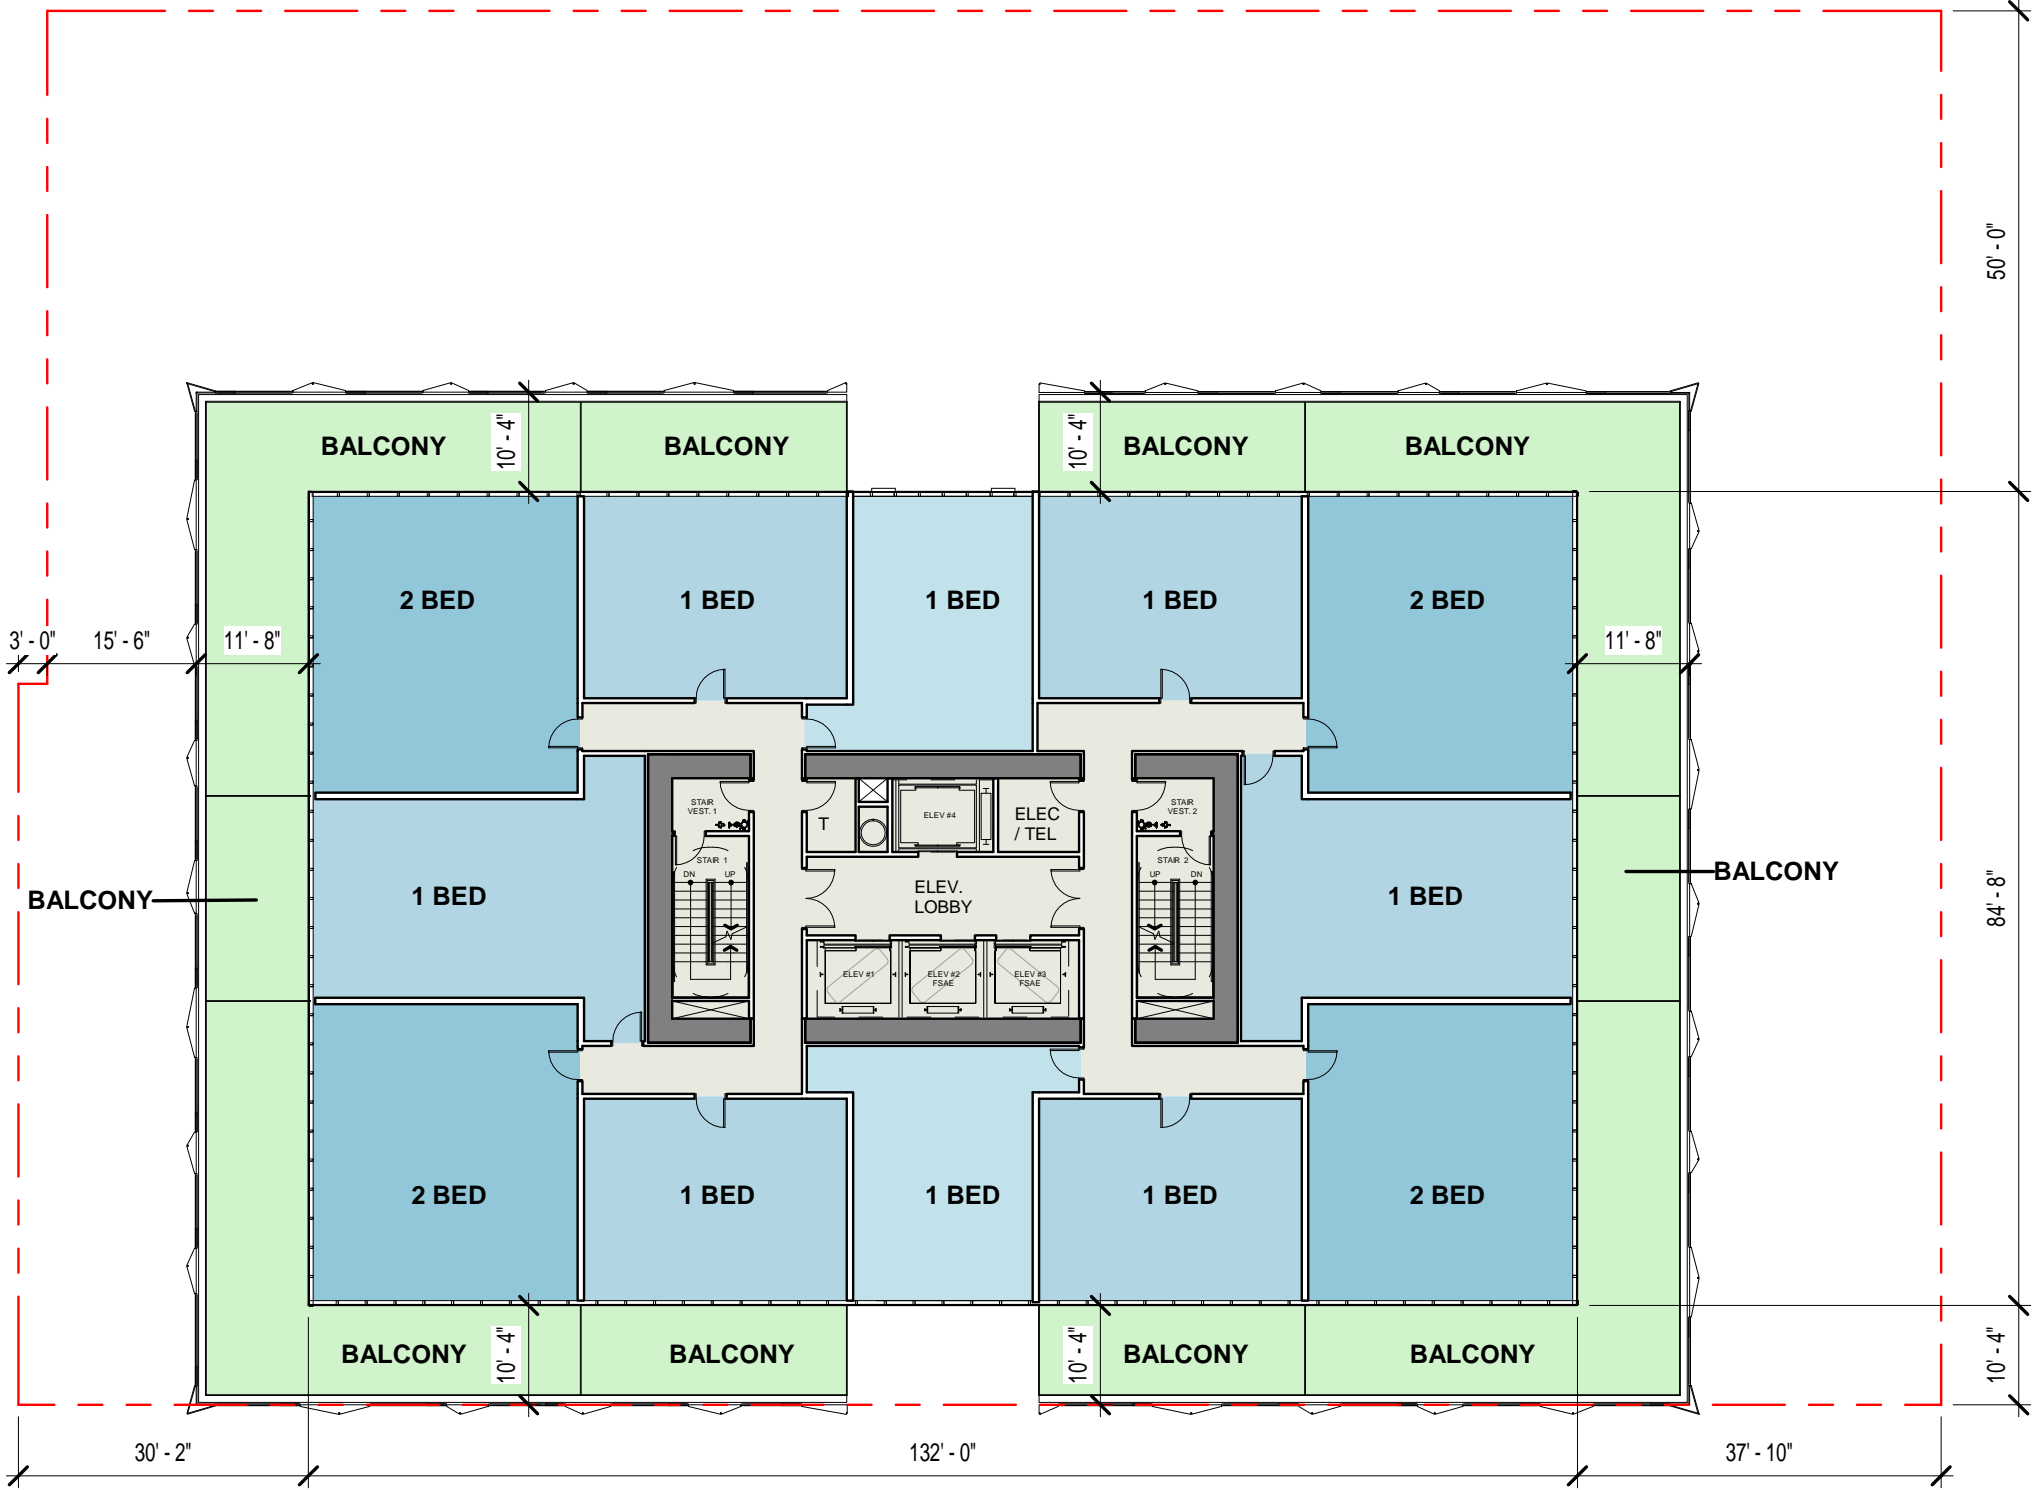 50' - 0"
BALCONY
10' - 4"
BALCONY
10' - 4"
BALCONY
BALCONY
2 BED
1 BED
1 BED
1 BED
2 BED
3' - 0"
15' - 6"
11' - 8"
11' - 8"
STAIR
VEST. 1
T
ELEV #4
ELEC
/ TEL
STAIR
VEST. 2
STAIR 1
DN
UP
STAIR 2
UP
DN
BALCONY
1 BED
ELEV.
LOBBY
1 BED
BALCONY
84' - 8"
ELEV #1
ELEV #2
FSAE
ELEV #3
FSAE
2 BED
1 BED
1 BED
1 BED
2 BED
BALCONY
10' - 4"
BALCONY
10' - 4"
BALCONY
BALCONY
10' - 4"
30' - 2"
132' - 0"
37' - 10"